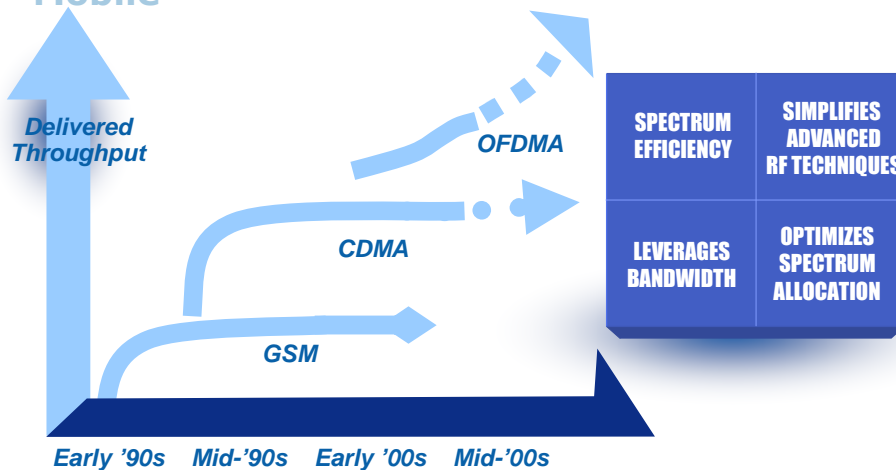 Mobile
Delivered
Throughput
OFDMA
CDMA
GSM
Early ’90s Mid-’90s Early ’00s Mid-’00s
SPECTRUM
EFFICIENCY
SIMPLIFIES
ADVANCED
RF TECHNIQUES
LEVERAGES
BANDWIDTH
OPTIMIZES
SPECTRUM
ALLOCATION